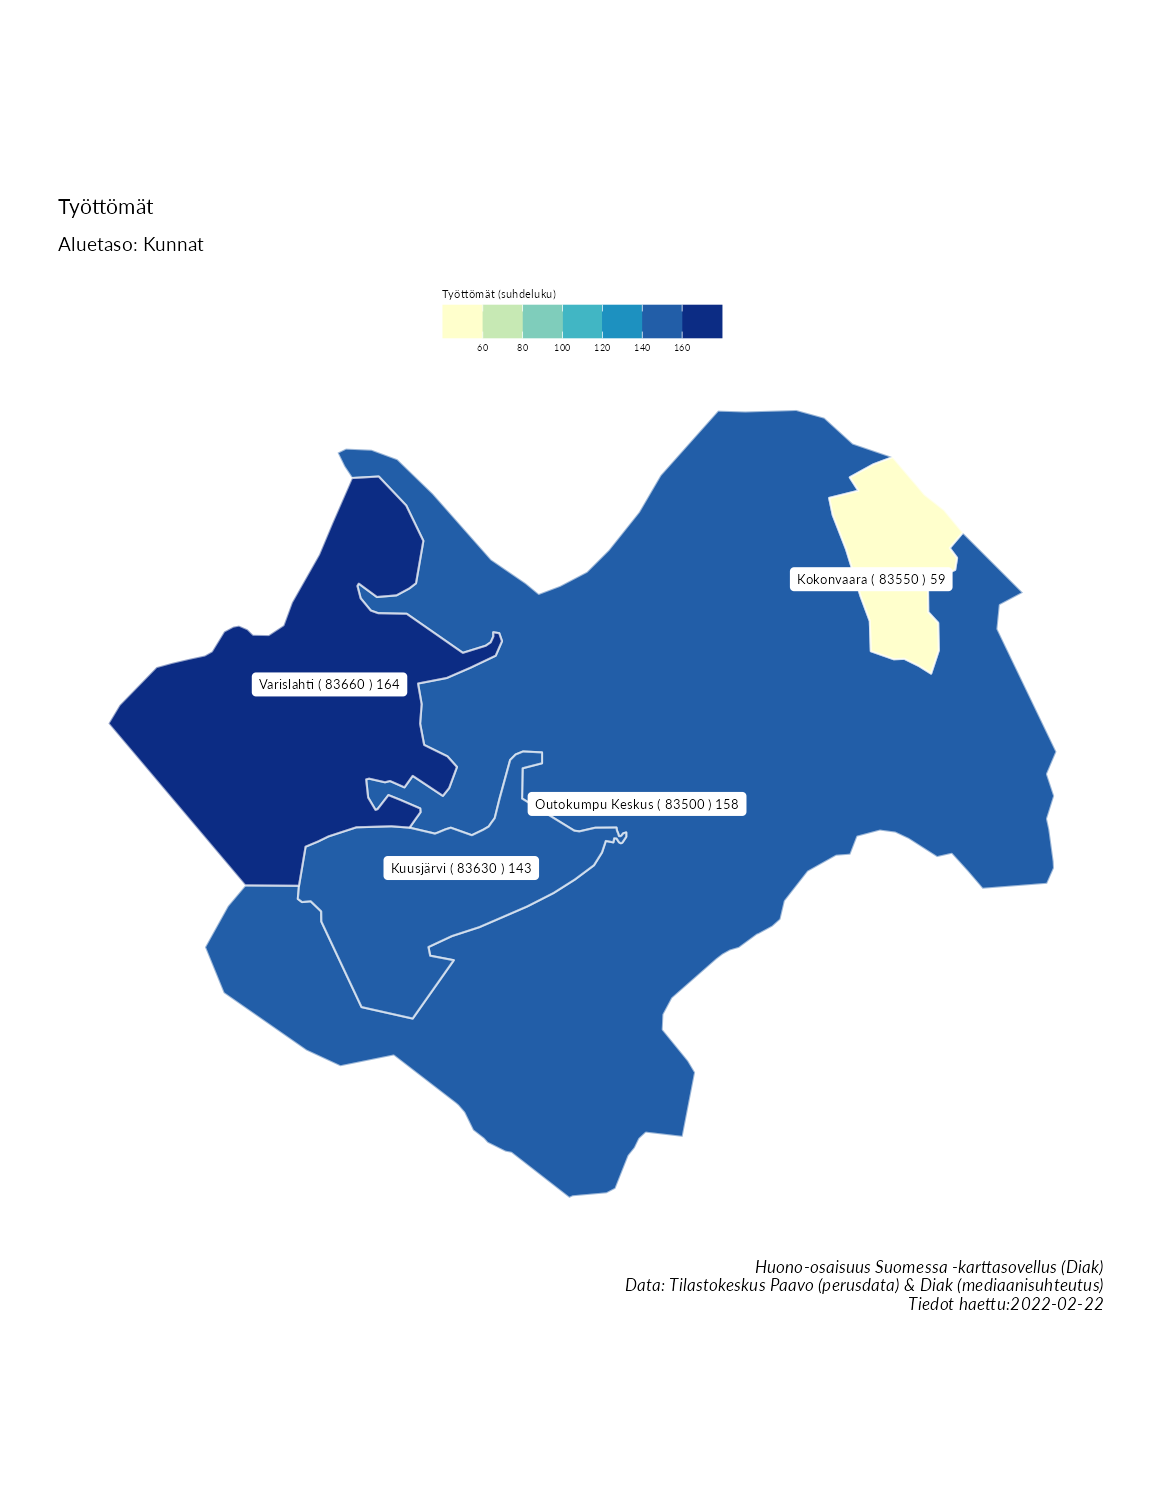 Työttömät
Aluetaso: Kunnat
Työttömät (suhdeluku)
60 80 100 120 140 160
Kokonvaara ( 83550 ) 59
Varislahti ( 83660 ) 164
Outokumpu Keskus ( 83500 ) 158
Kuusjärvi ( 83630 ) 143
Huono-osaisuus Suomessa -karttasovellus (Diak)
Data: Tilastokeskus Paavo (perusdata) & Diak (mediaanisuhteutus)
Tiedot haettu:2022-02-22